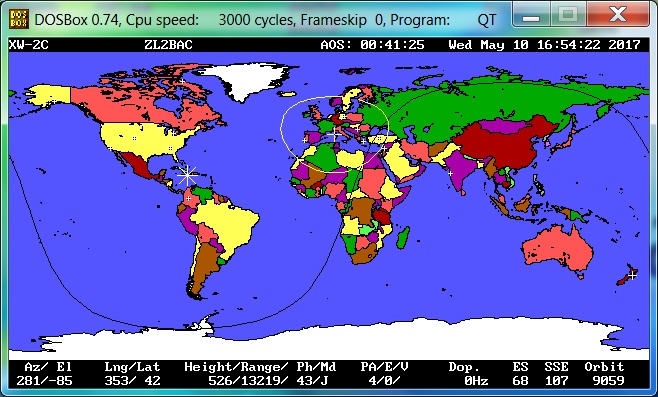 DOSBox 0.74, Cpu speed: 3000 cycles, Frameskip 0, Program: QT
XW-2C ZL2BAC AOS: 00:41:25 Wed May 10 16:54:22 2017
Az/ El Lng/Lat Height/Range/ Ph/Md PA/E/V Dop. ES SSE Orbit
281/-85 353/ 42 526/13219/ 43/J 4/0/ 0Hz 68 107 9059